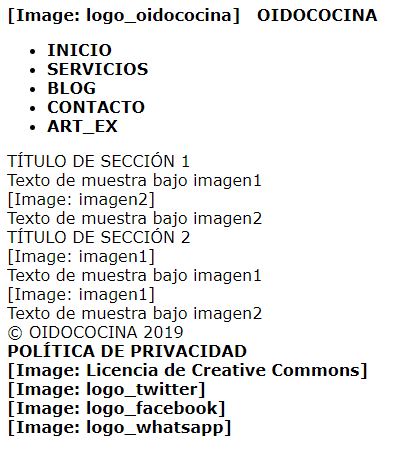 [Image: logo_oidococina] OIDOCOCINA
INICIO
SERVICIOS
BLOG
CONTACTO
ART_EX
TÍTULO DE SECCIÓN 1
Texto de muestra bajo imagen1
[Image: imagen2]
Texto de muestra bajo imagen2
TÍTULO DE SECCIÓN 2
[Image: imagen1]
Texto de muestra bajo imagen1
[Image: imagen1]
Texto de muestra bajo imagen2
© OIDOCOCINA 2019
POLÍTICA DE PRIVACIDAD
[Image: Licencia de Creative Commons]
[Image: logo_twitter]
[Image: logo_facebook]
[Image: logo_whatsapp]